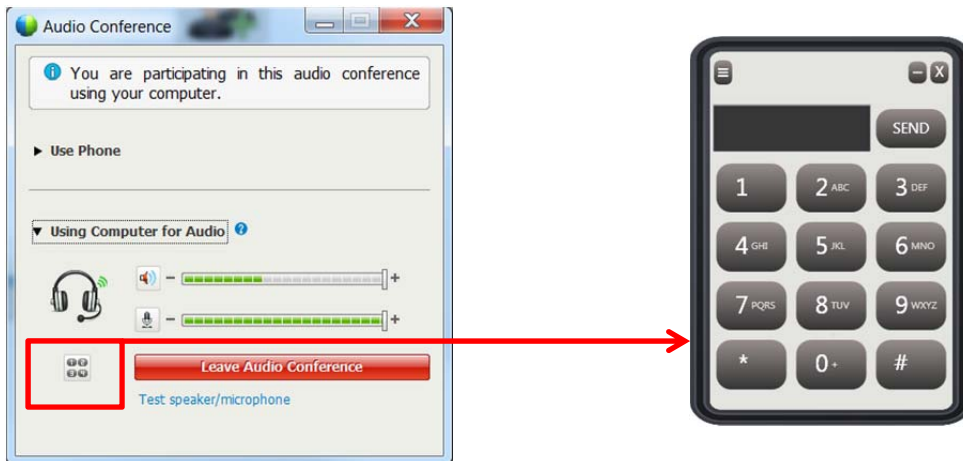 Audio Conference
You are participating in this audio conference
using your computer.
Use Phone
Using Computer for Audio
Leave Audio Conference
Test speaker/microphone
SEND
1 2 ABC 3 DEF
4 GHI 5 JKL 6 MNO
7 PQRS 8 TUV 9 WXYZ
* 0 + #